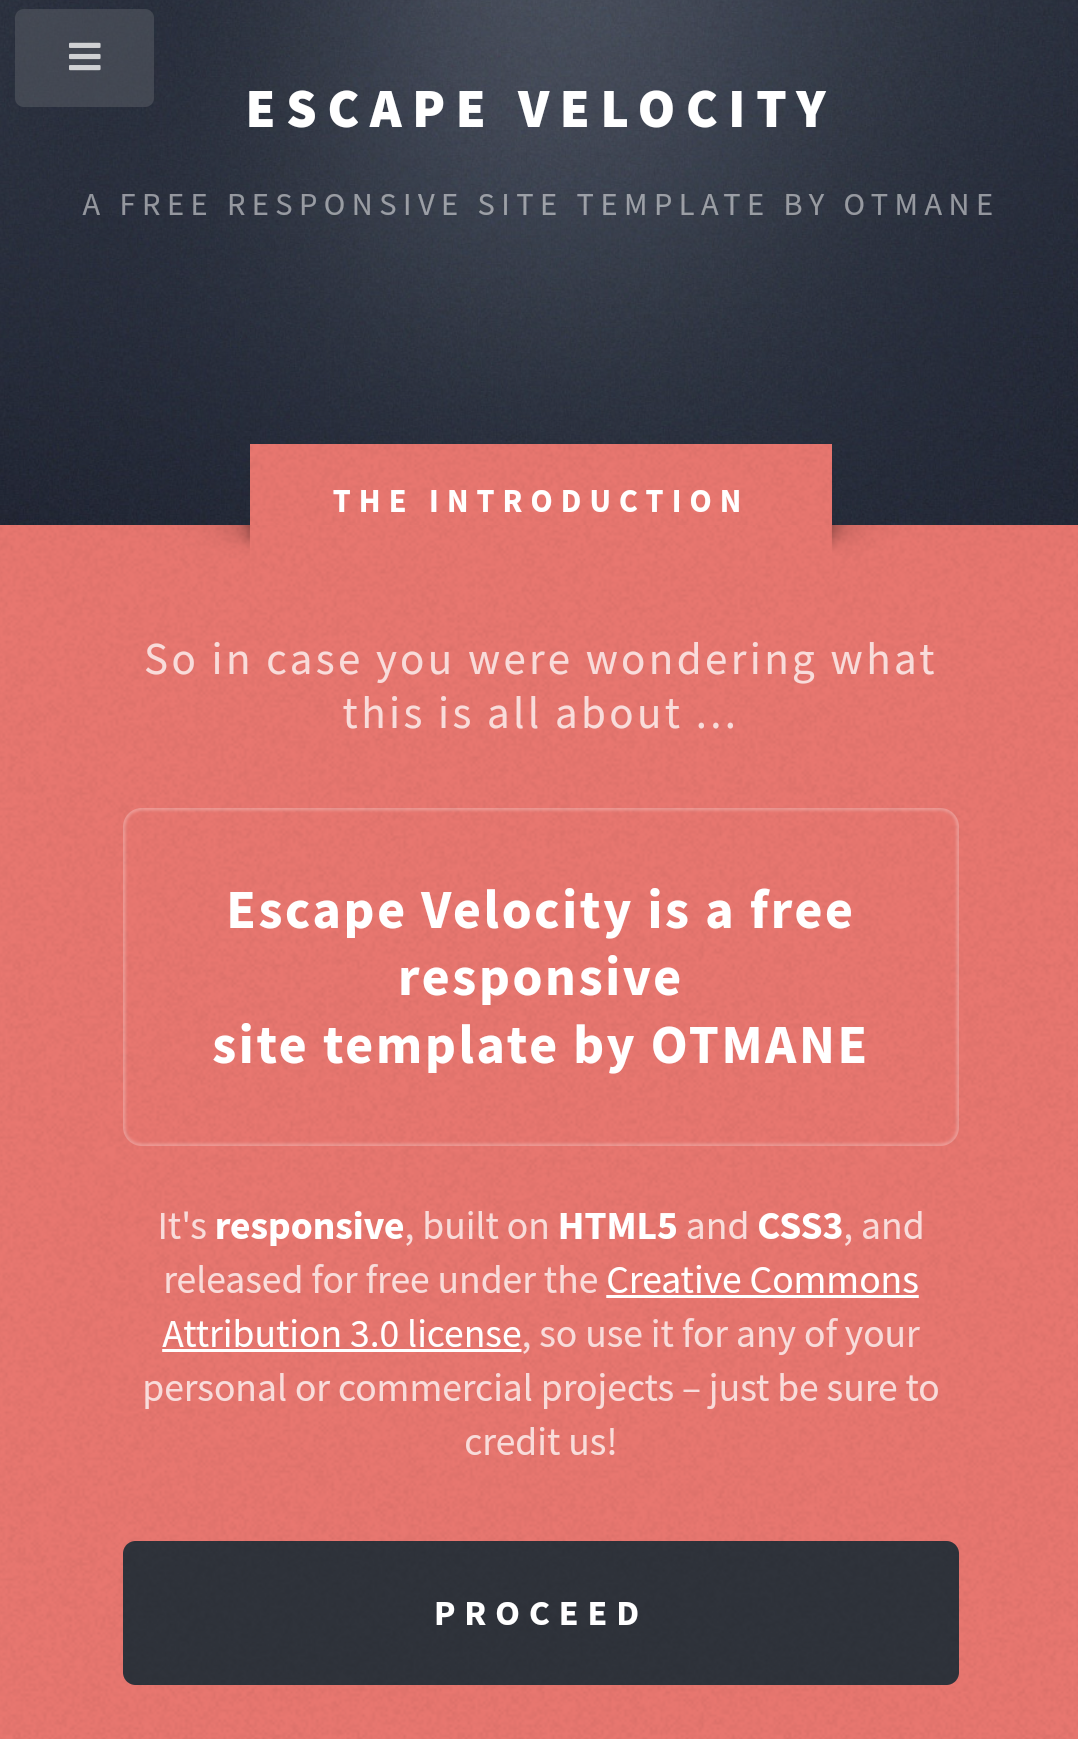 ESCAPE VELOCITY
A FREE RESPONSIVE SITE TEMPLATE BY OTMANE
THE INTRODUCTION
So in case you were wondering what
this is all about ...
Escape Velocity is a free
responsive
site template by OTMANE
It's responsive, built on HTML5 and CSS3, and
released for free under the Creative Commons
Attribution 3.0 license, so use it for any of your
personal or commercial projects – just be sure to
credit us!
PROCEED